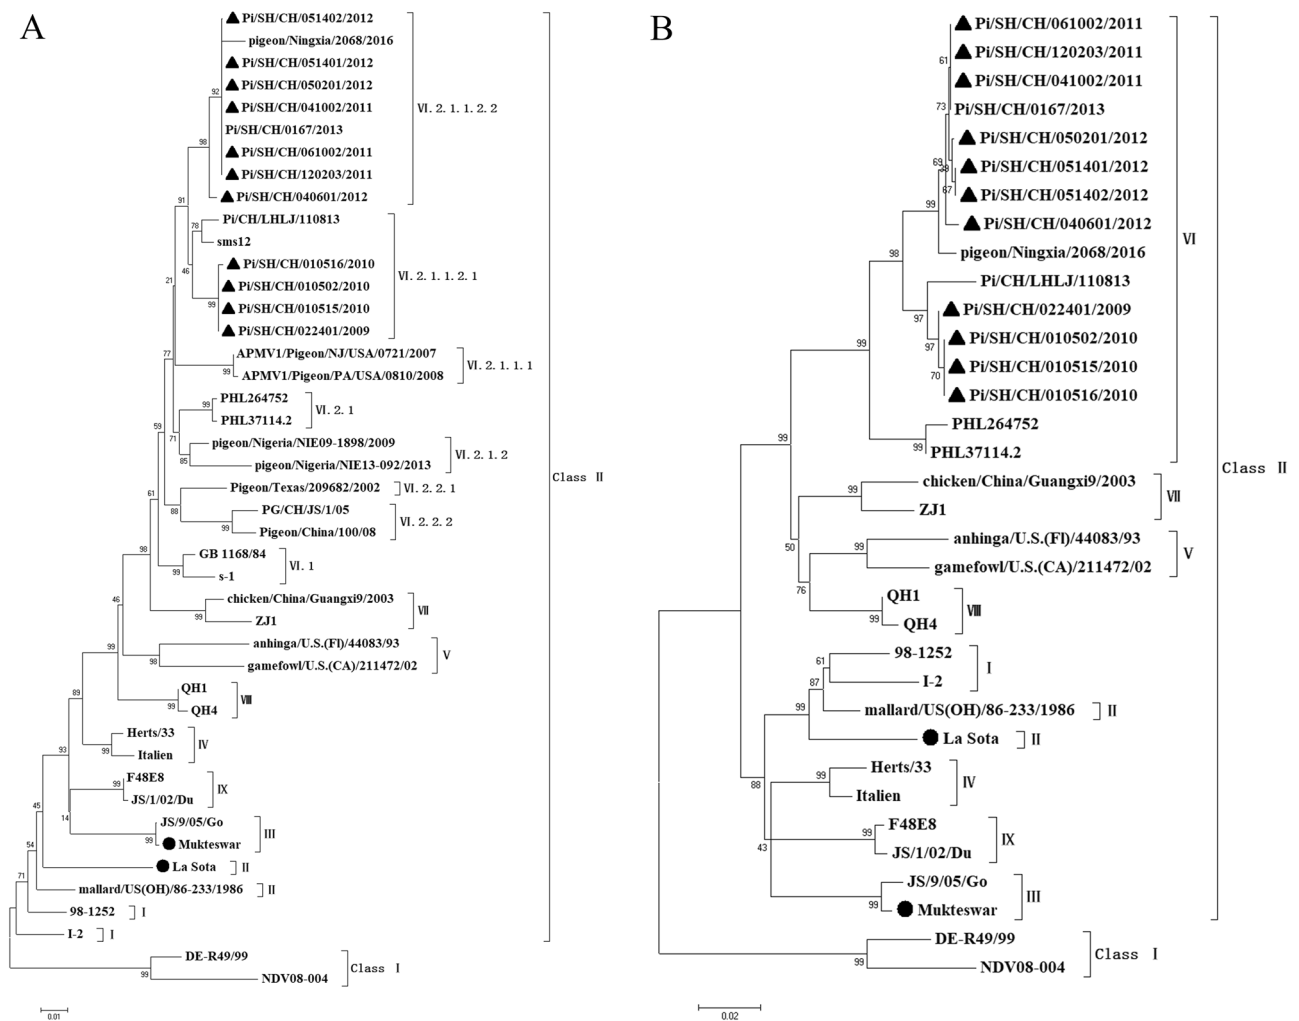 A
Pi/SH/CH/051402/2012
pigeon/Ningxia/2068/2016
Pi/SH/CH/051401/2012
Pi/SH/CH/050201/2012
92
Pi/SH/CH/041002/2011
VI.2.1.1.2.2
Pi/SH/CH/0167/2013
98
Pi/SH/CH/061002/2011
Pi/SH/CH/120203/2011
Pi/SH/CH/040601/2012
91
Pi/CH/LHLJ/110813
78
sms12
46
Pi/SH/CH/010516/2010
VI.2.1.1.2.1
21
Pi/SH/CH/010502/2010
99
Pi/SH/CH/010515/2010
Pi/SH/CH/022401/2009
77
APMV1/Pigeon/NJ/USA/0721/2007
VI.2.1.1.1
99
APMV1/Pigeon/PA/USA/0810/2008
99
PHL264752
VI.2.1
PHL37114.2
59
71
pigeon/Nigeria/NIE09-1898/2009
VI.2.1.2
85
pigeon/Nigeria/NIE13-092/2013
Class Ⅱ
61
Pigeon/Texas/209682/2002
VI.2.2.1
88
PG/CH/JS/1/05
VI.2.2.2
99
Pigeon/China/100/08
98
GB 1168/84
VI.1
99
s-1
46
chicken/China/Guangxi9/2003
Ⅶ
99
ZJ1
99
anhinga/U.S.(Fl)/44083/93
Ⅴ
98
gamefowl/U.S.(CA)/211472/02
89
QH1
Ⅷ
99
QH4
Herts/33
Ⅳ
93
99
Italien
99
F48E8
Ⅸ
JS/1/02/Du
45
14
JS/9/05/Go
Ⅲ
99
Mukteswar
54
La Sota
Ⅱ
71
mallard/US(OH)/86-233/1986
Ⅱ
98-1252
Ⅰ
I-2
Ⅰ
DE-R49/99
Class Ⅰ
99
NDV08-004
0.01
B
Pi/SH/CH/061002/2011
Pi/SH/CH/120203/2011
61
Pi/SH/CH/041002/2011
73
Pi/SH/CH/0167/2013
Pi/SH/CH/050201/2012
69
Pi/SH/CH/051401/2012
67
Pi/SH/CH/051402/2012
99
Pi/SH/CH/040601/2012
Ⅵ
98
pigeon/Ningxia/2068/2016
Pi/CH/LHLJ/110813
97
Pi/SH/CH/022401/2009
97
Pi/SH/CH/010502/2010
99
70
Pi/SH/CH/010515/2010
Pi/SH/CH/010516/2010
PHL264752
99
99
PHL37114.2
Class Ⅱ
chicken/China/Guangxi9/2003
99
Ⅶ
ZJ1
50
anhinga/U.S.(Fl)/44083/93
99
Ⅴ
gamefowl/U.S.(CA)/211472/02
76
QH1
Ⅷ
99
QH4
98-1252
61
Ⅰ
87
I-2
99
mallard/US(OH)/86-233/1986
Ⅱ
La Sota
Ⅱ
88
Herts/33
99
Ⅳ
Italien
99
F48E8
Ⅸ
43
JS/1/02/Du
JS/9/05/Go
Ⅲ
99
Mukteswar
DE-R49/99
Class Ⅰ
99
NDV08-004
0.02